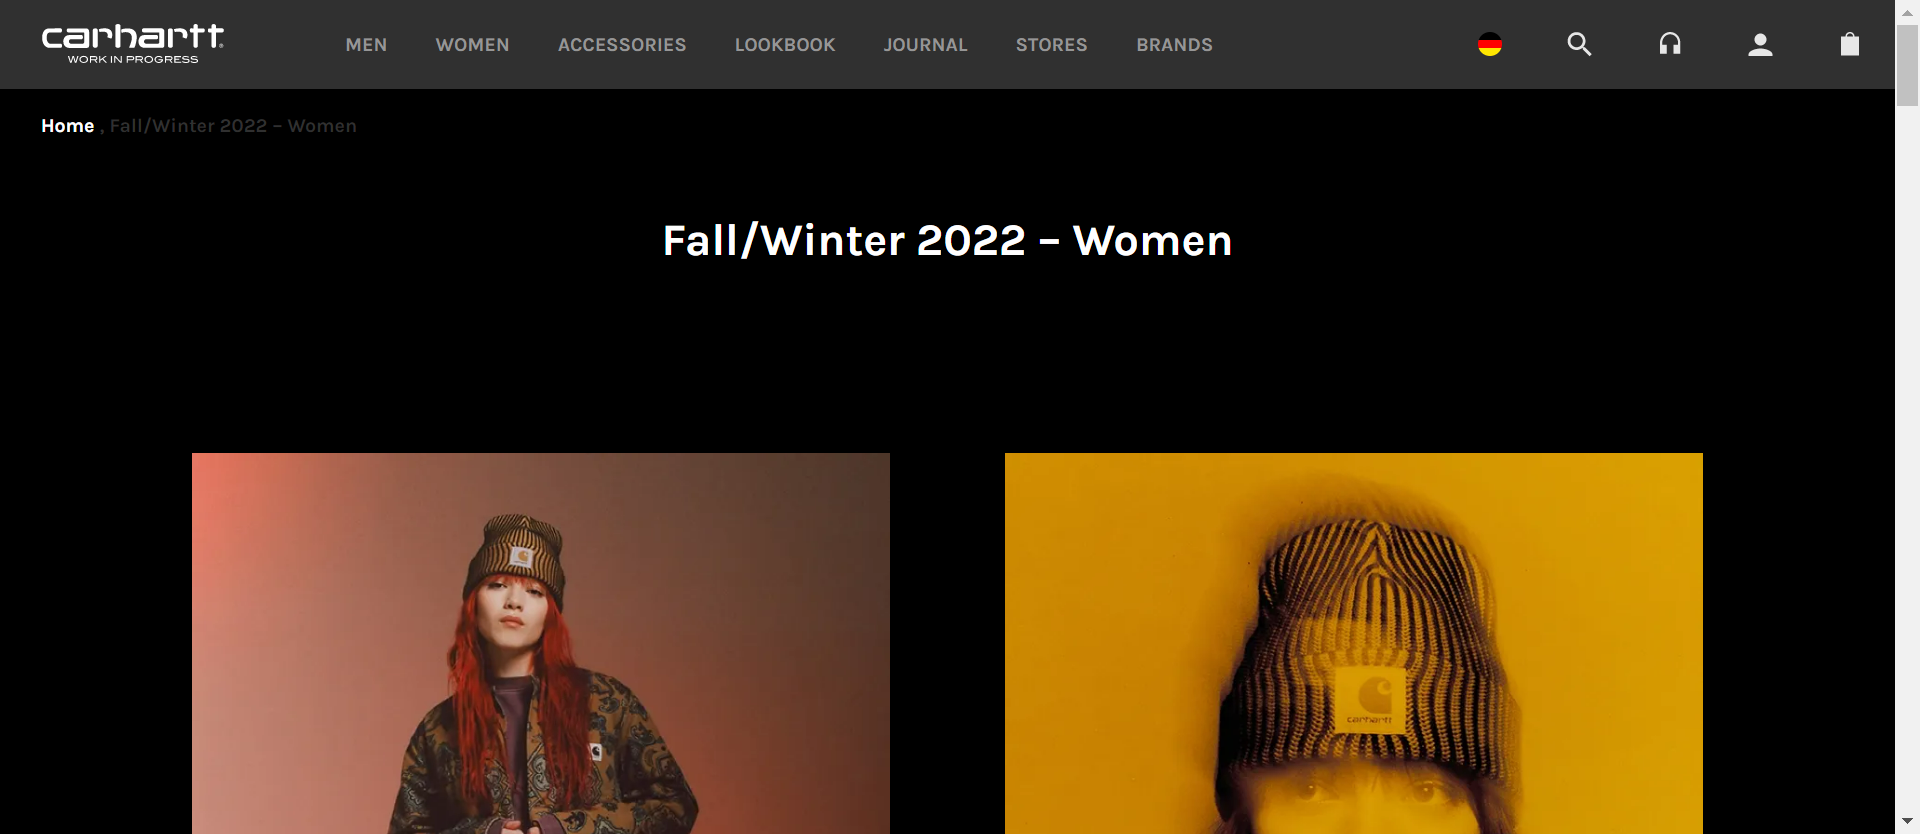 carhartt
WORK IN PROGRESS
MEN WOMEN ACCESSORIES LOOKBOOK JOURNAL STORES BRANDS
Home , Fall/Winter 2022 – Women
Fall/Winter 2022 – Women
carhartt